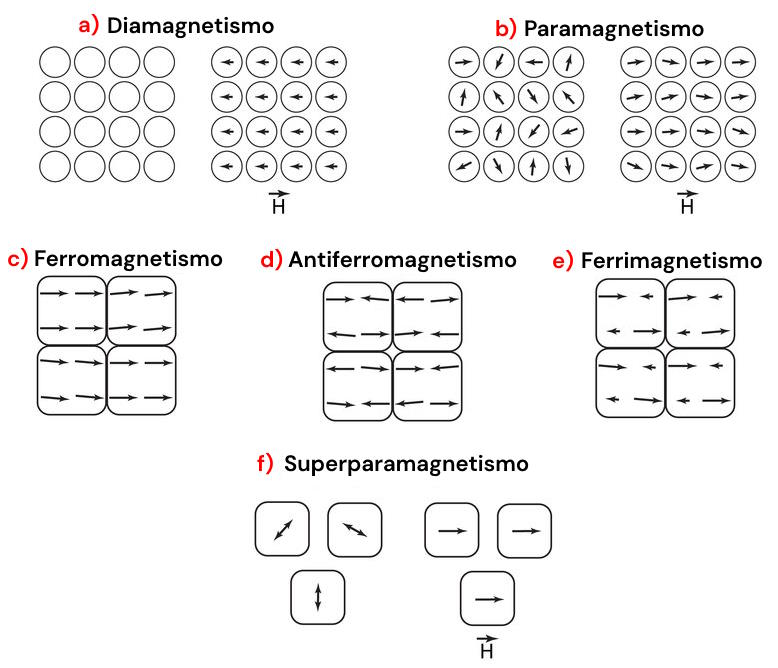 a) Diamagnetismo
b) Paramagnetismo
H
H
c) Ferromagnetismo
d) Antiferromagnetismo
e) Ferrimagnetismo
f) Superparamagnetismo
H